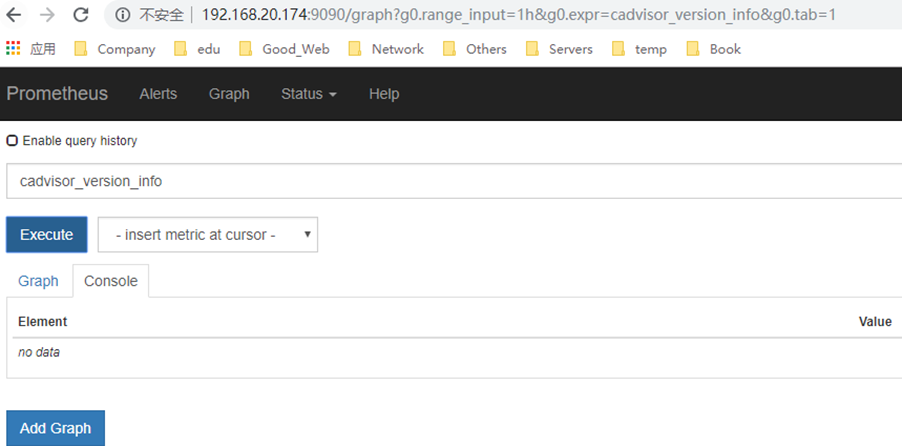 不安全 192.168.20.174:9090/graph?g0.range_input=1h&g0.expr=cadvisor_version_info&g0.tab=1
应用 Company edu Good_Web Network Others Servers temp Book
Prometheus Alerts Graph Status Help
Enable query history
cadvisor_version_info
Execute - insert metric at cursor -
Graph Console
Element Value
no data
Add Graph